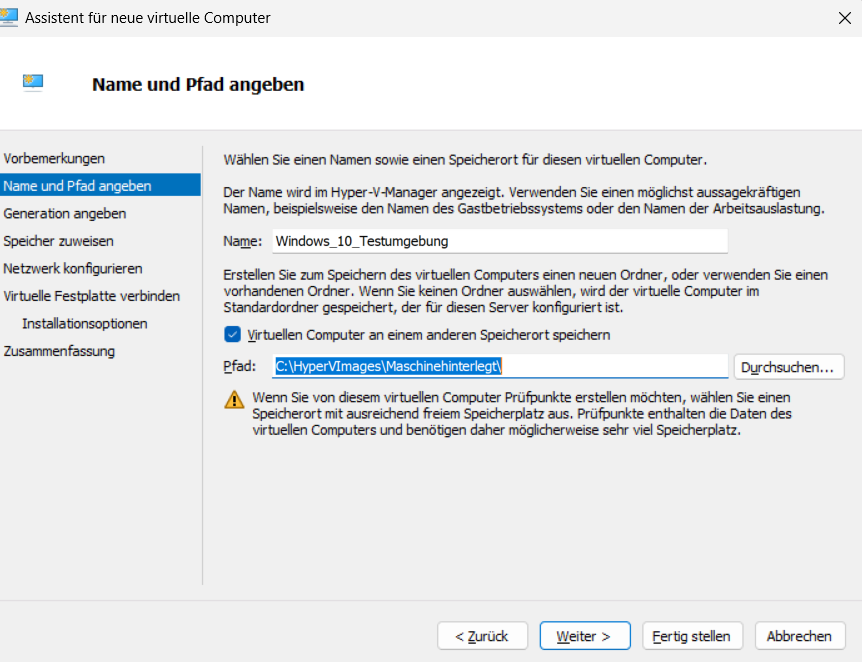 Assistent für neue virtuelle Computer
Name und Pfad angeben
Vorbemerkungen
Name und Pfad angeben
Generation angeben
Speicher zuweisen
Netzwerk konfigurieren
Virtuelle Festplatte verbinden
Installationsoptionen
Zusammenfassung
Wählen Sie einen Namen sowie einen Speicherort für diesen virtuellen Computer.
Der Name wird im Hyper-V-Manager angezeigt. Verwenden Sie einen möglichst aussagekräftigen
Namen, beispielsweise den Namen des Gastbetriebssystems oder den Namen der Arbeitsauslastung.
Name: Windows_10_Testumgebung
Erstellen Sie zum Speichern des virtuellen Computers einen neuen Ordner, oder verwenden Sie einen
vorhandenen Ordner. Wenn Sie keinen Ordner auswählen, wird der virtuelle Computer im
Standardordner gespeichert, der für diesen Server konfiguriert ist.
Virtuellen Computer an einem anderen Speicherort speichern
Pfad: C:\HyperVImages\Maschinehinterlegt\ Durchsuchen...
Wenn Sie von diesem virtuellen Computer Prüfpunkte erstellen möchten, wählen Sie einen
Speicherort mit ausreichend freiem Speicherplatz aus. Prüfpunkte enthalten die Daten des
virtuellen Computers und benötigen daher möglicherweise sehr viel Speicherplatz.
< Zurück Weiter > Fertig stellen Abbrechen